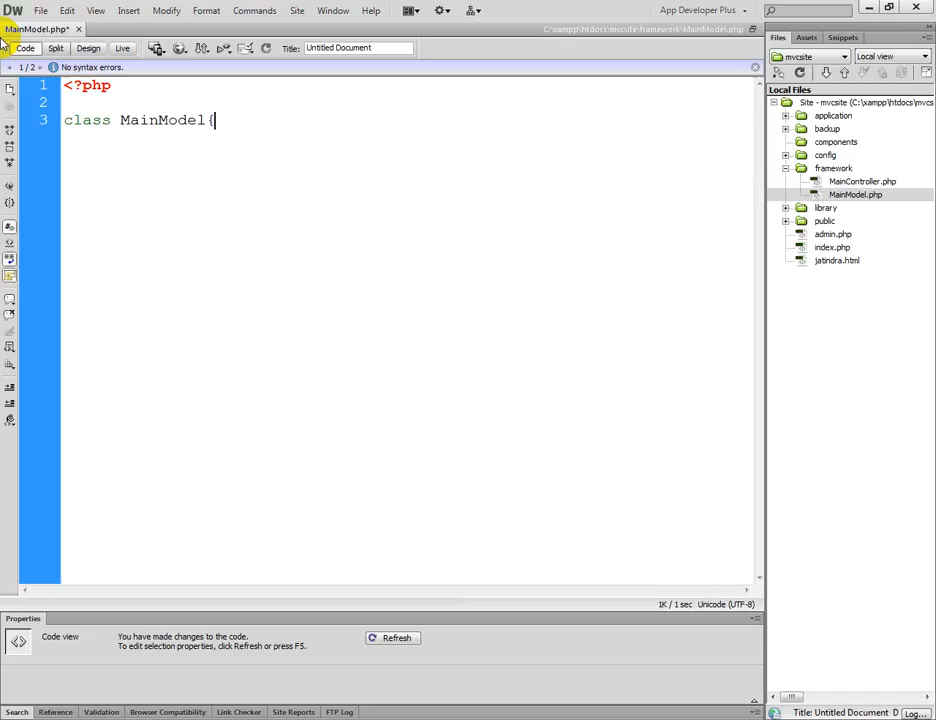 Dw File Edit View Insert Modify Format Commands Site Window Help App Developer Plus
MainModel.php* C:\xampp\htdocs\mvcsite\framework\MainModel.php
Code Split Design Live Title: Untitled Document
1 / 2 No syntax errors.
1 <?php
2
3 class MainModel{
1K / 1 sec Unicode (UTF-8)
Properties
Code view You have made changes to the code. Refresh
To edit selection properties, click Refresh or press F5.
Search Reference Validation Browser Compatibility Link Checker Site Reports FTP Log
Files Assets Snippets
mvcsite Local view
Local Files
Site - mvcsite (C:\xampp\htdocs\mvcs
application
backup
components
config
framework
MainController.php
MainModel.php
library
public
admin.php
index.php
jatindra.html
Title: Untitled Document D Log...